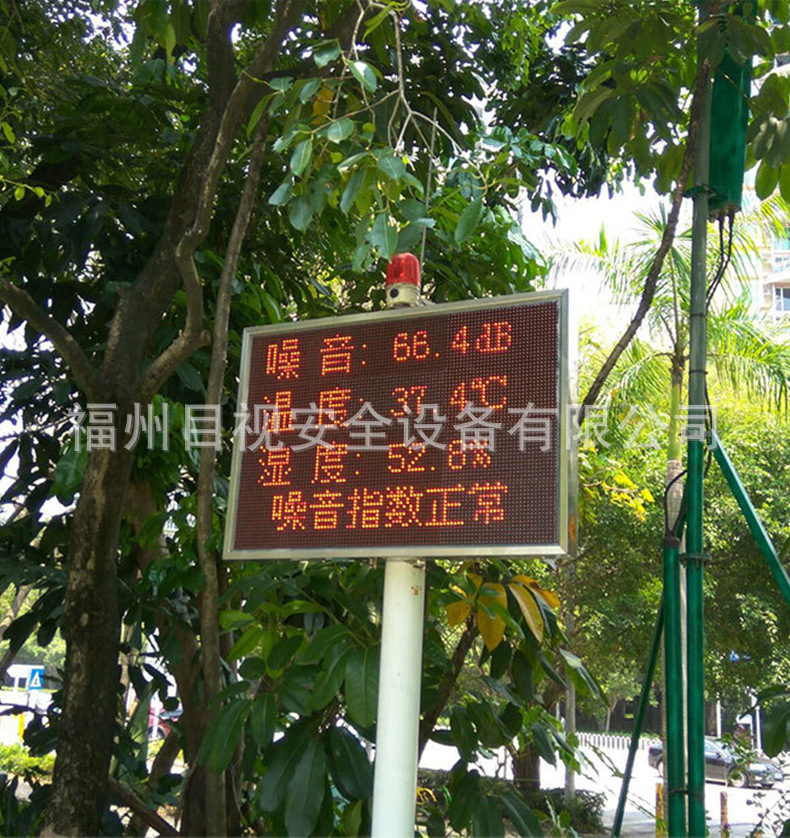 噪音:66.4dB
温度:37.4℃
福州目视安全设备有限公司
湿度:52.8%
噪音指数正常